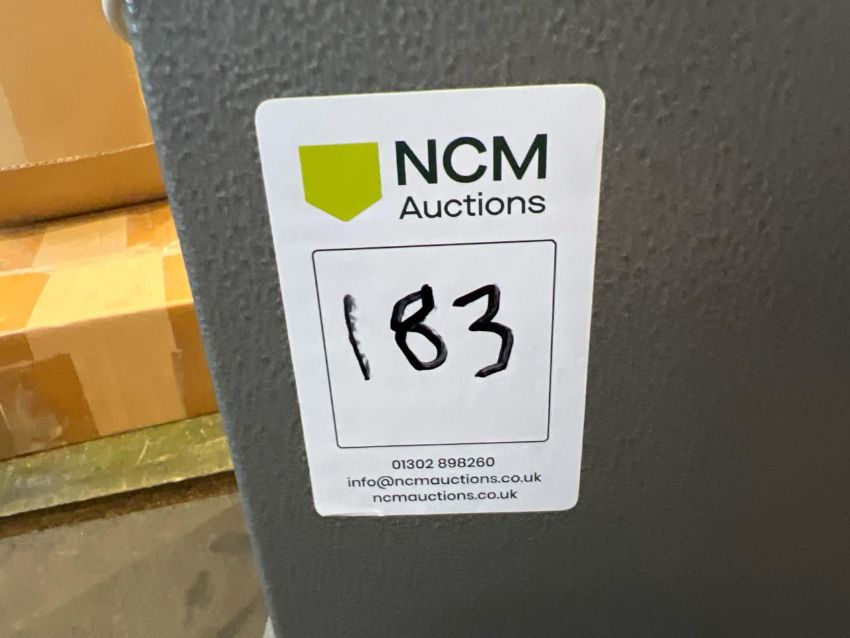 NCM
Auctions
183
01302 898260
info@ncmauctions.co.uk
ncmauctions.co.uk